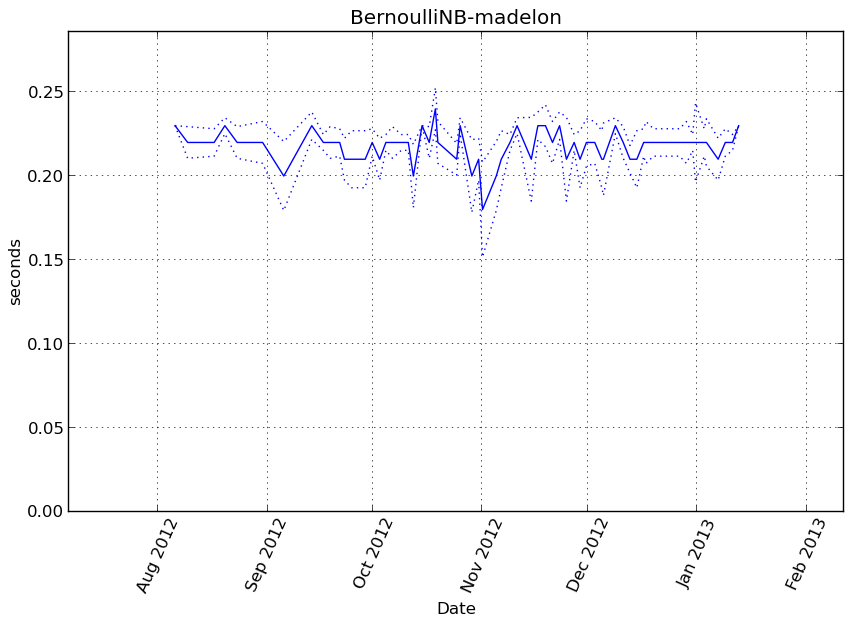 BernoulliNB-madelon
0.25
0.20
0.15
0.10
0.05
0.00
seconds
Aug 2012
Sep 2012
Oct 2012
Nov 2012
Dec 2012
Jan 2013
Feb 2013
Date